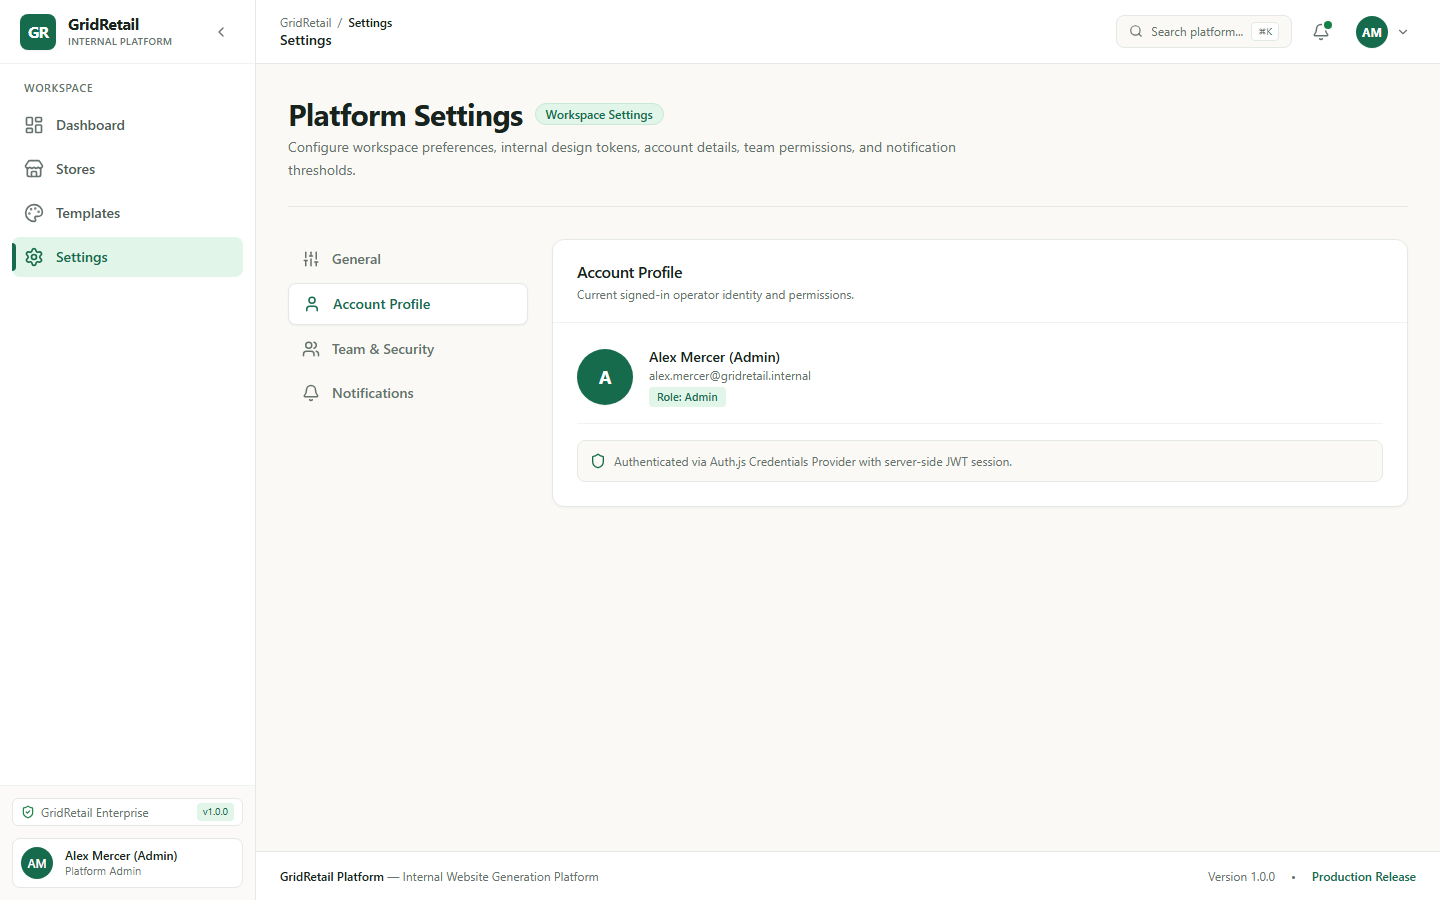 GR
GridRetail
INTERNAL PLATFORM
GridRetail / Settings
Settings
Search platform... ⌘K
AM
WORKSPACE
Dashboard
Stores
Templates
Settings
Platform Settings
Workspace Settings
Configure workspace preferences, internal design tokens, account details, team permissions, and notification
thresholds.
General
Account Profile
Team & Security
Notifications
Account Profile
Current signed-in operator identity and permissions.
A
Alex Mercer (Admin)
alex.mercer@gridretail.internal
Role: Admin
Authenticated via Auth.js Credentials Provider with server-side JWT session.
GridRetail Enterprise v1.0.0
AM
Alex Mercer (Admin)
Platform Admin
GridRetail Platform — Internal Website Generation Platform
Version 1.0.0 • Production Release